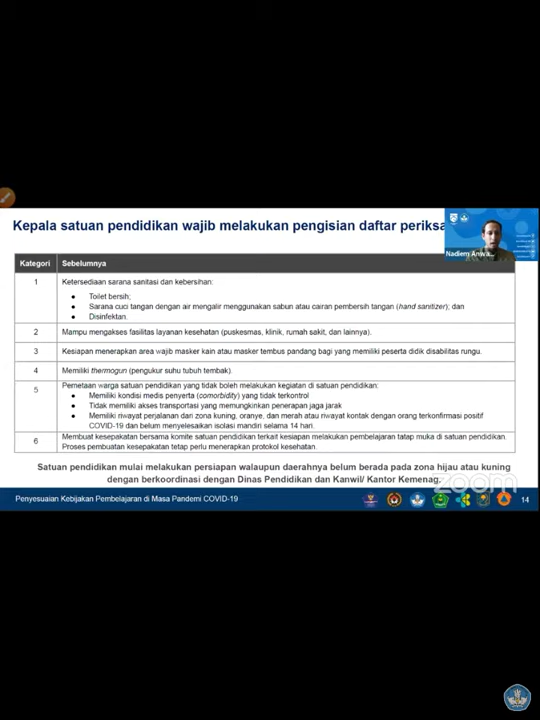 Kepala satuan pendidikan wajib melakukan pengisian daftar periksa
Nadiem Anwa...
Kategori Sebelumnya
1 Ketersediaan sarana sanitasi dan kebersihan:
● Toilet bersih;
● Sarana cuci tangan dengan air mengalir menggunakan sabun atau cairan pembersih tangan (hand sanitizer); dan
● Disinfektan.
2 Mampu mengakses fasilitas layanan kesehatan (puskesmas, klinik, rumah sakit, dan lainnya).
3 Kesiapan menerapkan area wajib masker kain atau masker tembus pandang bagi yang memiliki peserta didik disabilitas rungu.
4 Memiliki thermogun (pengukur suhu tubuh tembak).
5 Pemetaan warga satuan pendidikan yang tidak boleh melakukan kegiatan di satuan pendidikan:
● Memiliki kondisi medis penyerta (comorbidity) yang tidak terkontrol
● Tidak memiliki akses transportasi yang memungkinkan penerapan jaga jarak
● Memiliki riwayat perjalanan dari zona kuning, oranye, dan merah atau riwayat kontak dengan orang terkonfirmasi positif
COVID-19 dan belum menyelesaikan isolasi mandiri selama 14 hari.
6 Membuat kesepakatan bersama komite satuan pendidikan terkait kesiapan melakukan pembelajaran tatap muka di satuan pendidikan.
Proses pembuatan kesepakatan tetap perlu menerapkan protokol kesehatan.
Satuan pendidikan mulai melakukan persiapan walaupun daerahnya belum berada pada zona hijau atau kuning
dengan berkoordinasi dengan Dinas Pendidikan dan Kanwil/ Kantor Kemenag.
zoom
Penyesuaian Kebijakan Pembelajaran di Masa Pandemi COVID-19
14